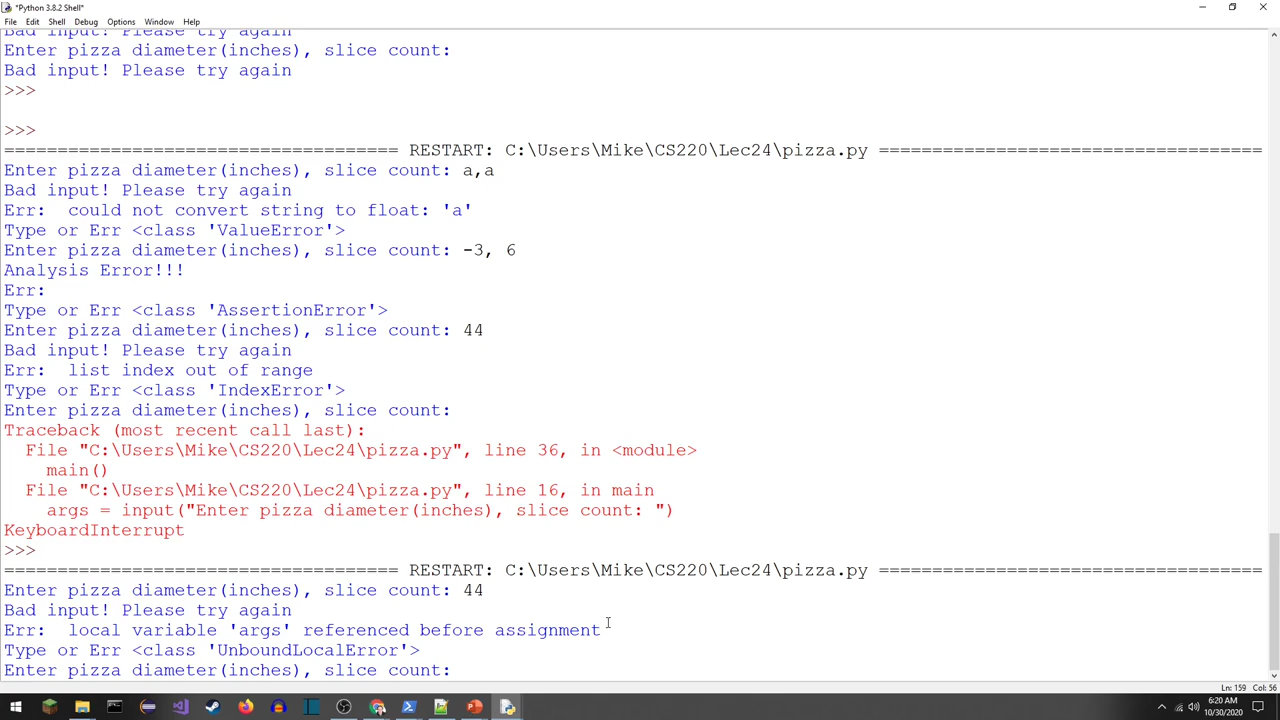 *Python 3.8.2 Shell*
File Edit Shell Debug Options Window Help
Bad input! Please try again
Enter pizza diameter(inches), slice count:
Bad input! Please try again
>>>
>>>
===================================== RESTART: C:\Users\Mike\CS220\Lec24\pizza.py ====================================
Enter pizza diameter(inches), slice count: a,a
Bad input! Please try again
Err:  could not convert string to float: 'a'
Type or Err <class 'ValueError'>
Enter pizza diameter(inches), slice count: -3, 6
Analysis Error!!!
Err:
Type or Err <class 'AssertionError'>
Enter pizza diameter(inches), slice count: 44
Bad input! Please try again
Err:  list index out of range
Type or Err <class 'IndexError'>
Enter pizza diameter(inches), slice count:
Traceback (most recent call last):
  File "C:\Users\Mike\CS220\Lec24\pizza.py", line 36, in <module>
    main()
  File "C:\Users\Mike\CS220\Lec24\pizza.py", line 16, in main
    args = input("Enter pizza diameter(inches), slice count: ")
KeyboardInterrupt
>>>
===================================== RESTART: C:\Users\Mike\CS220\Lec24\pizza.py ====================================
Enter pizza diameter(inches), slice count: 44
Bad input! Please try again
Err:  local variable 'args' referenced before assignment
Type or Err <class 'UnboundLocalError'>
Enter pizza diameter(inches), slice count:
Ln: 159 Col: 56
6:20 AM
10/30/2020